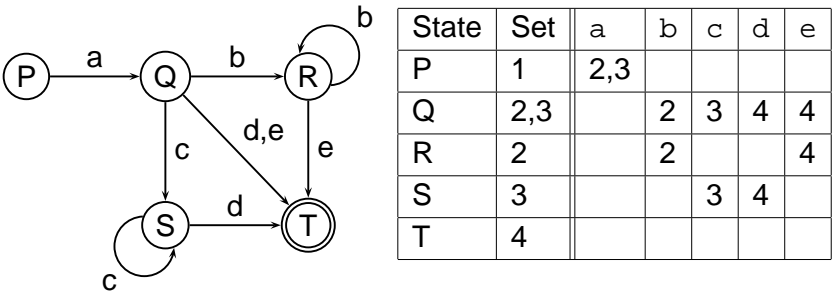 b
P a Q b R
d,e
c e
S d T
c
State Set a b c d e
P 1 2,3
Q 2,3 2 3 4 4
R 2 2 4
S 3 3 4
T 4